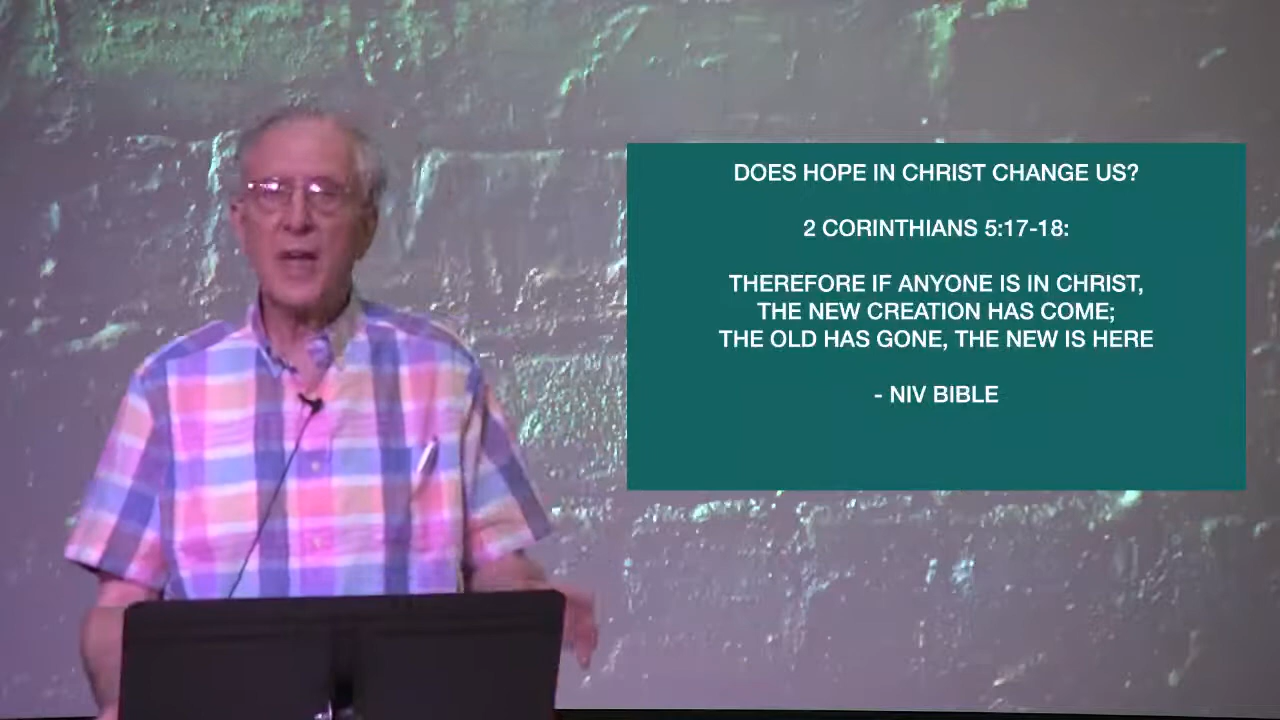 DOES HOPE IN CHRIST CHANGE US?
2 CORINTHIANS 5:17-18:
THEREFORE IF ANYONE IS IN CHRIST,
THE NEW CREATION HAS COME;
THE OLD HAS GONE, THE NEW IS HERE
- NIV BIBLE